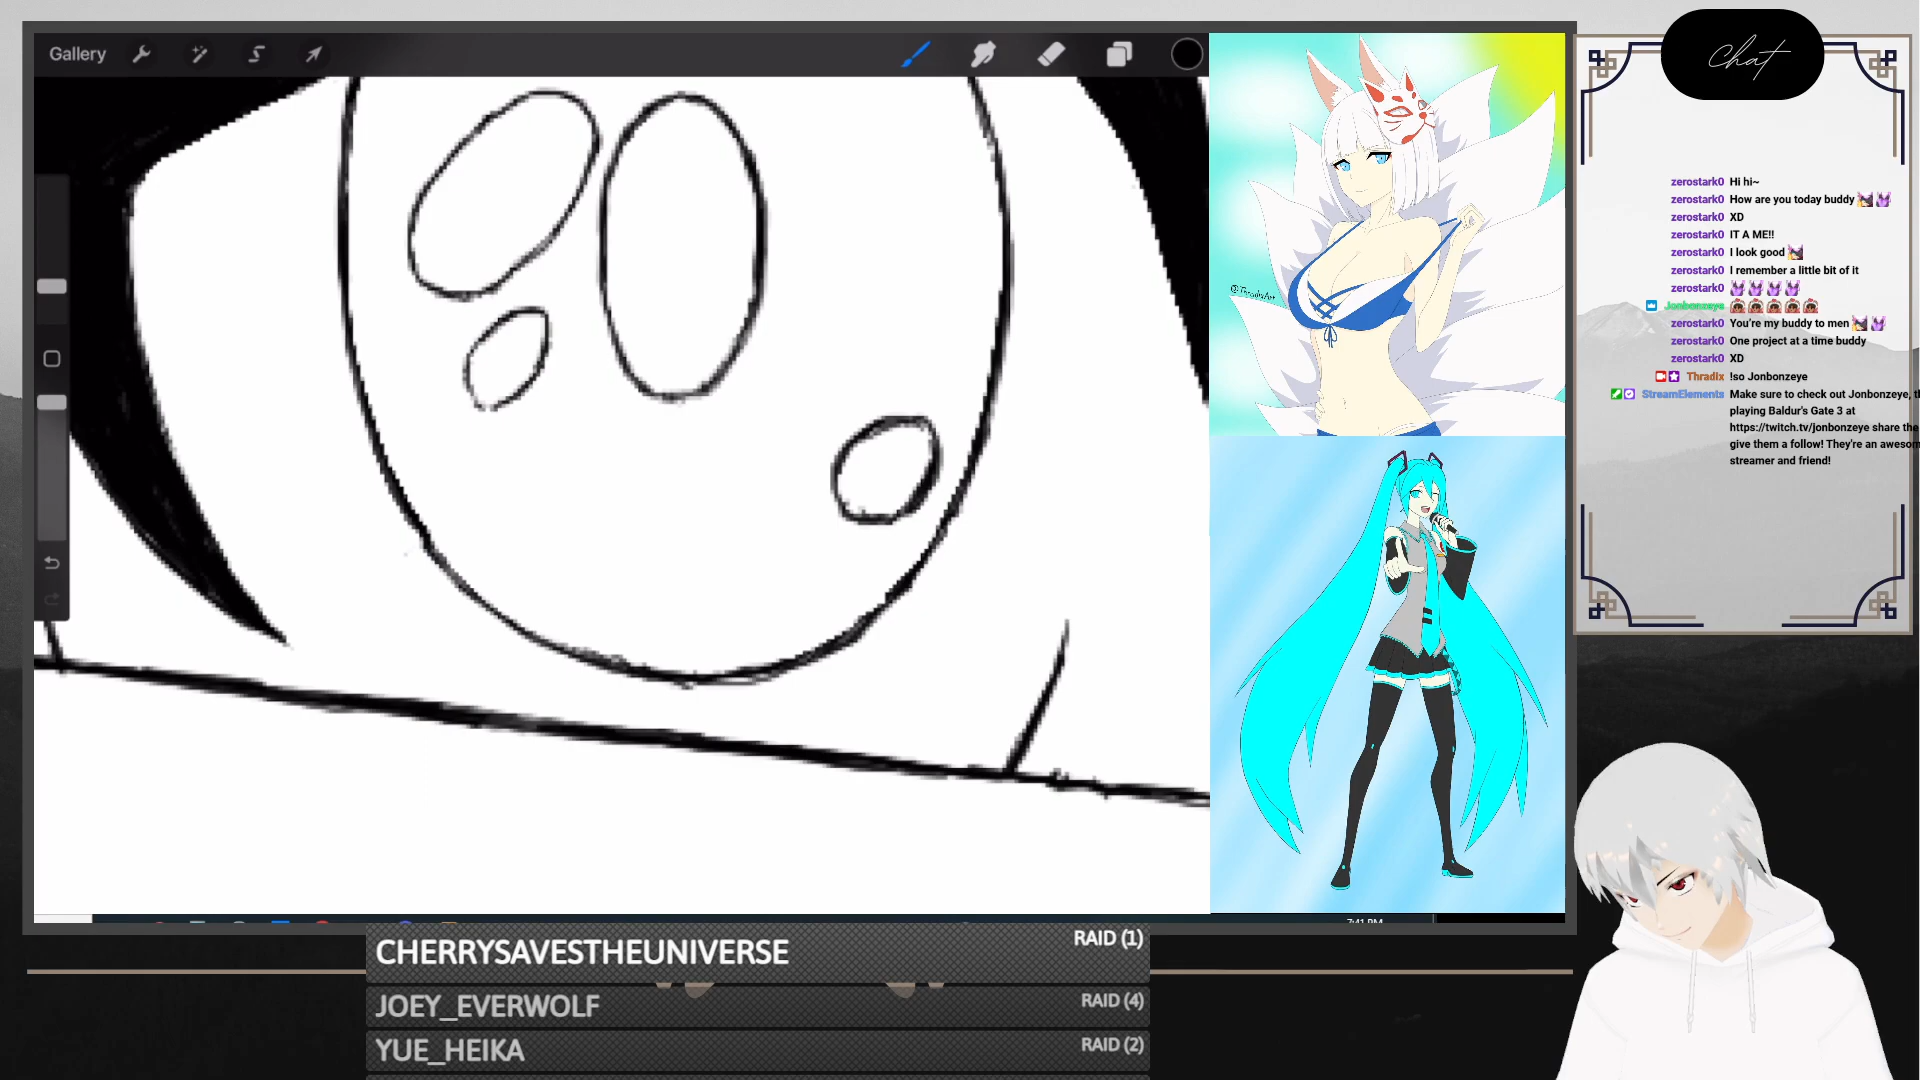 Gallery
@ThradixArt
Chat
zerostark0 Hi hi~
zerostark0 How are you today buddy
zerostark0 XD
zerostark0 IT A ME!!
zerostark0 I look good
zerostark0 I remember a little bit of it
zerostark0
Jonbonzeye
zerostark0 You're my buddy to men
zerostark0 One project at a time buddy
zerostark0 XD
Thradix !so Jonbonzeye
StreamElements Make sure to check out Jonbonzeye,
playing Baldur's Gate 3 at
https://twitch.tv/jonbonzeye share the
give them a follow! They're an
streamer and friend!
7:41 PM
CHERRYSAVESTHEUNIVERSE RAID (1)
JOEY_EVERWOLF RAID (4)
YUE_HEIKA RAID (2)